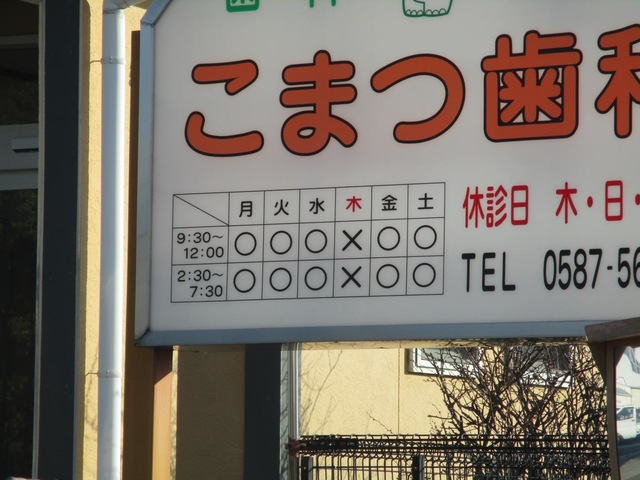 こまつ歯科
月 火 水 木 金 土
9:30～12:00 ○ ○ ○ × ○ ○
2:30～7:30 ○ ○ ○ × ○ ○
休診日 木・日・
TEL 0587-56